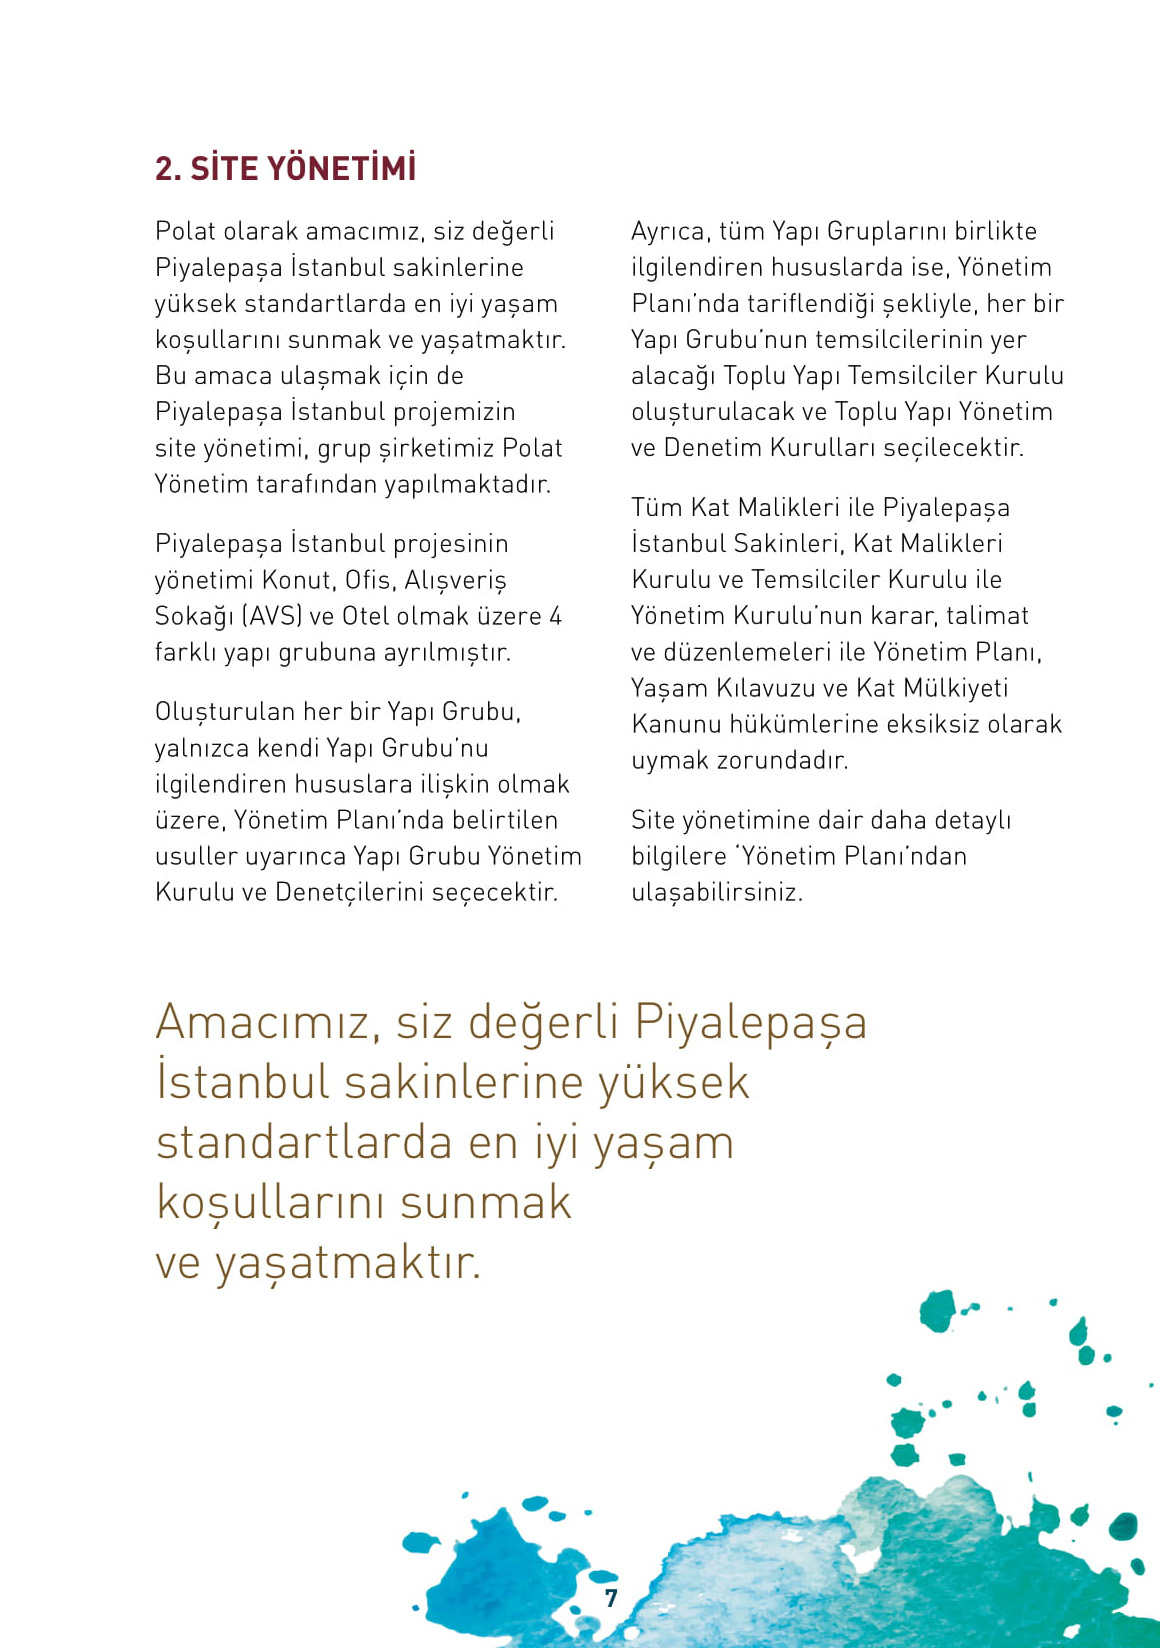 2. SİTE YÖNETİMİ
Polat olarak amacımız, siz değerli
Piyalepaşa İstanbul sakinlerine
yüksek standartlarda en iyi yaşam
koşullarını sunmak ve yaşatmaktır.
Bu amaca ulaşmak için de
Piyalepaşa İstanbul projemizin
site yönetimi, grup şirketimiz Polat
Yönetim tarafından yapılmaktadır.
Piyalepaşa İstanbul projesinin
yönetimi Konut, Ofis, Alışveriş
Sokağı (AVS) ve Otel olmak üzere 4
farklı yapı grubuna ayrılmıştır.
Oluşturulan her bir Yapı Grubu,
yalnızca kendi Yapı Grubu’nu
ilgilendiren hususlara ilişkin olmak
üzere, Yönetim Planı’nda belirtilen
usuller uyarınca Yapı Grubu Yönetim
Kurulu ve Denetçilerini seçecektir.
Ayrıca, tüm Yapı Gruplarını birlikte
ilgilendiren hususlarda ise, Yönetim
Planı’nda tariflendiği şekliyle, her bir
Yapı Grubu’nun temsilcilerinin yer
alacağı Toplu Yapı Temsilciler Kurulu
oluşturulacak ve Toplu Yapı Yönetim
ve Denetim Kurulları seçilecektir.
Tüm Kat Malikleri ile Piyalepaşa
İstanbul Sakinleri, Kat Malikleri
Kurulu ve Temsilciler Kurulu ile
Yönetim Kurulu’nun karar, talimat
ve düzenlemeleri ile Yönetim Planı,
Yaşam Kılavuzu ve Kat Mülkiyeti
Kanunu hükümlerine eksiksiz olarak
uymak zorundadır.
Site yönetimine dair daha detaylı
bilgilere ‘Yönetim Planı’ndan
ulaşabilirsiniz.
Amacımız, siz değerli Piyalepaşa
İstanbul sakinlerine yüksek
standartlarda en iyi yaşam
koşullarını sunmak
ve yaşatmaktır.
7